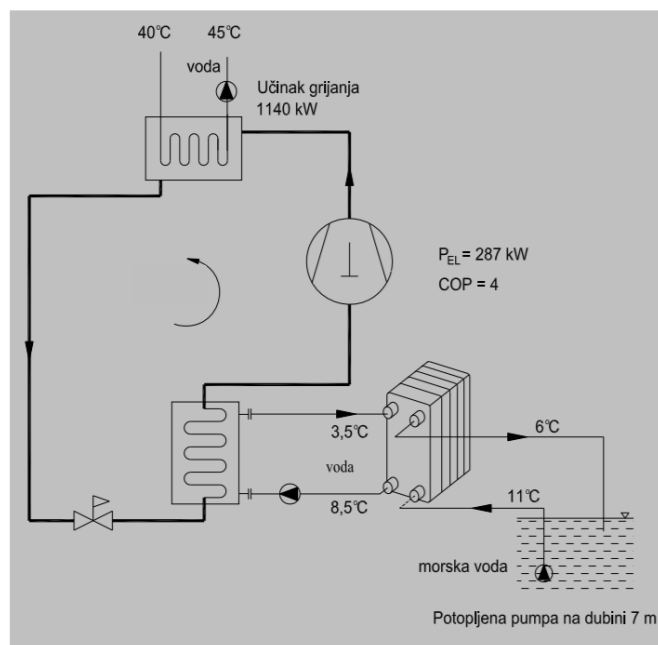 40℃ 45℃
voda
Učinak grijanja
1140 kW
PEL = 287 kW
COP = 4
3,5℃
6℃
voda
8,5℃
11℃
morska voda
Potopljena pumpa na dubini 7 m